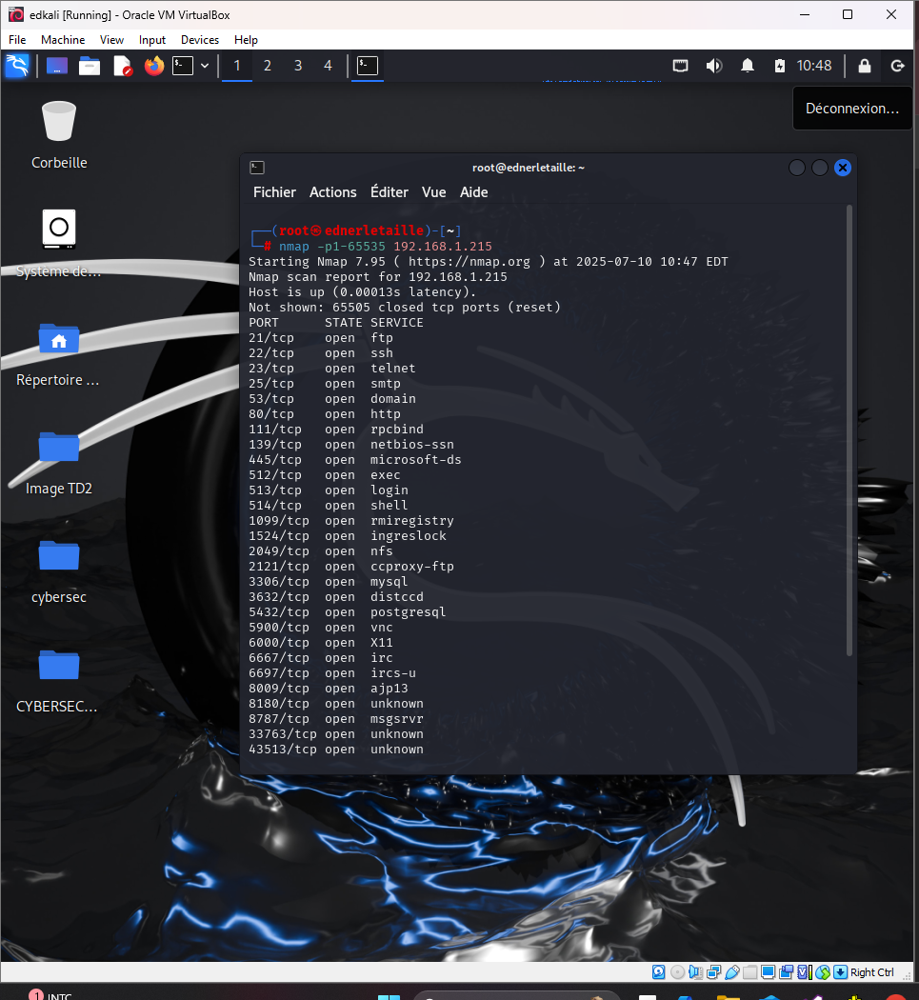 edkali [Running] - Oracle VM VirtualBox
File Machine View Input Devices Help
1 2 3 4 10:48
Déconnexion...
Corbeille
Système de...
Répertoire ...
Image TD2
cybersec
CYBERSEC...
root@ednerletaille: ~
Fichier Actions Éditer Vue Aide
┌──(root㉿ednerletaille)-[~]
└─# nmap -p1-65535 192.168.1.215
Starting Nmap 7.95 ( https://nmap.org ) at 2025-07-10 10:47 EDT
Nmap scan report for 192.168.1.215
Host is up (0.00013s latency).
Not shown: 65505 closed tcp ports (reset)
PORT STATE SERVICE
21/tcp open ftp
22/tcp open ssh
23/tcp open telnet
25/tcp open smtp
53/tcp open domain
80/tcp open http
111/tcp open rpcbind
139/tcp open netbios-ssn
445/tcp open microsoft-ds
512/tcp open exec
513/tcp open login
514/tcp open shell
1099/tcp open rmiregistry
1524/tcp open ingreslock
2049/tcp open nfs
2121/tcp open ccproxy-ftp
3306/tcp open mysql
3632/tcp open distccd
5432/tcp open postgresql
5900/tcp open vnc
6000/tcp open X11
6667/tcp open irc
6697/tcp open ircs-u
8009/tcp open ajp13
8180/tcp open unknown
8787/tcp open msgsrvr
33763/tcp open unknown
43513/tcp open unknown
Right Ctrl
1 INTC